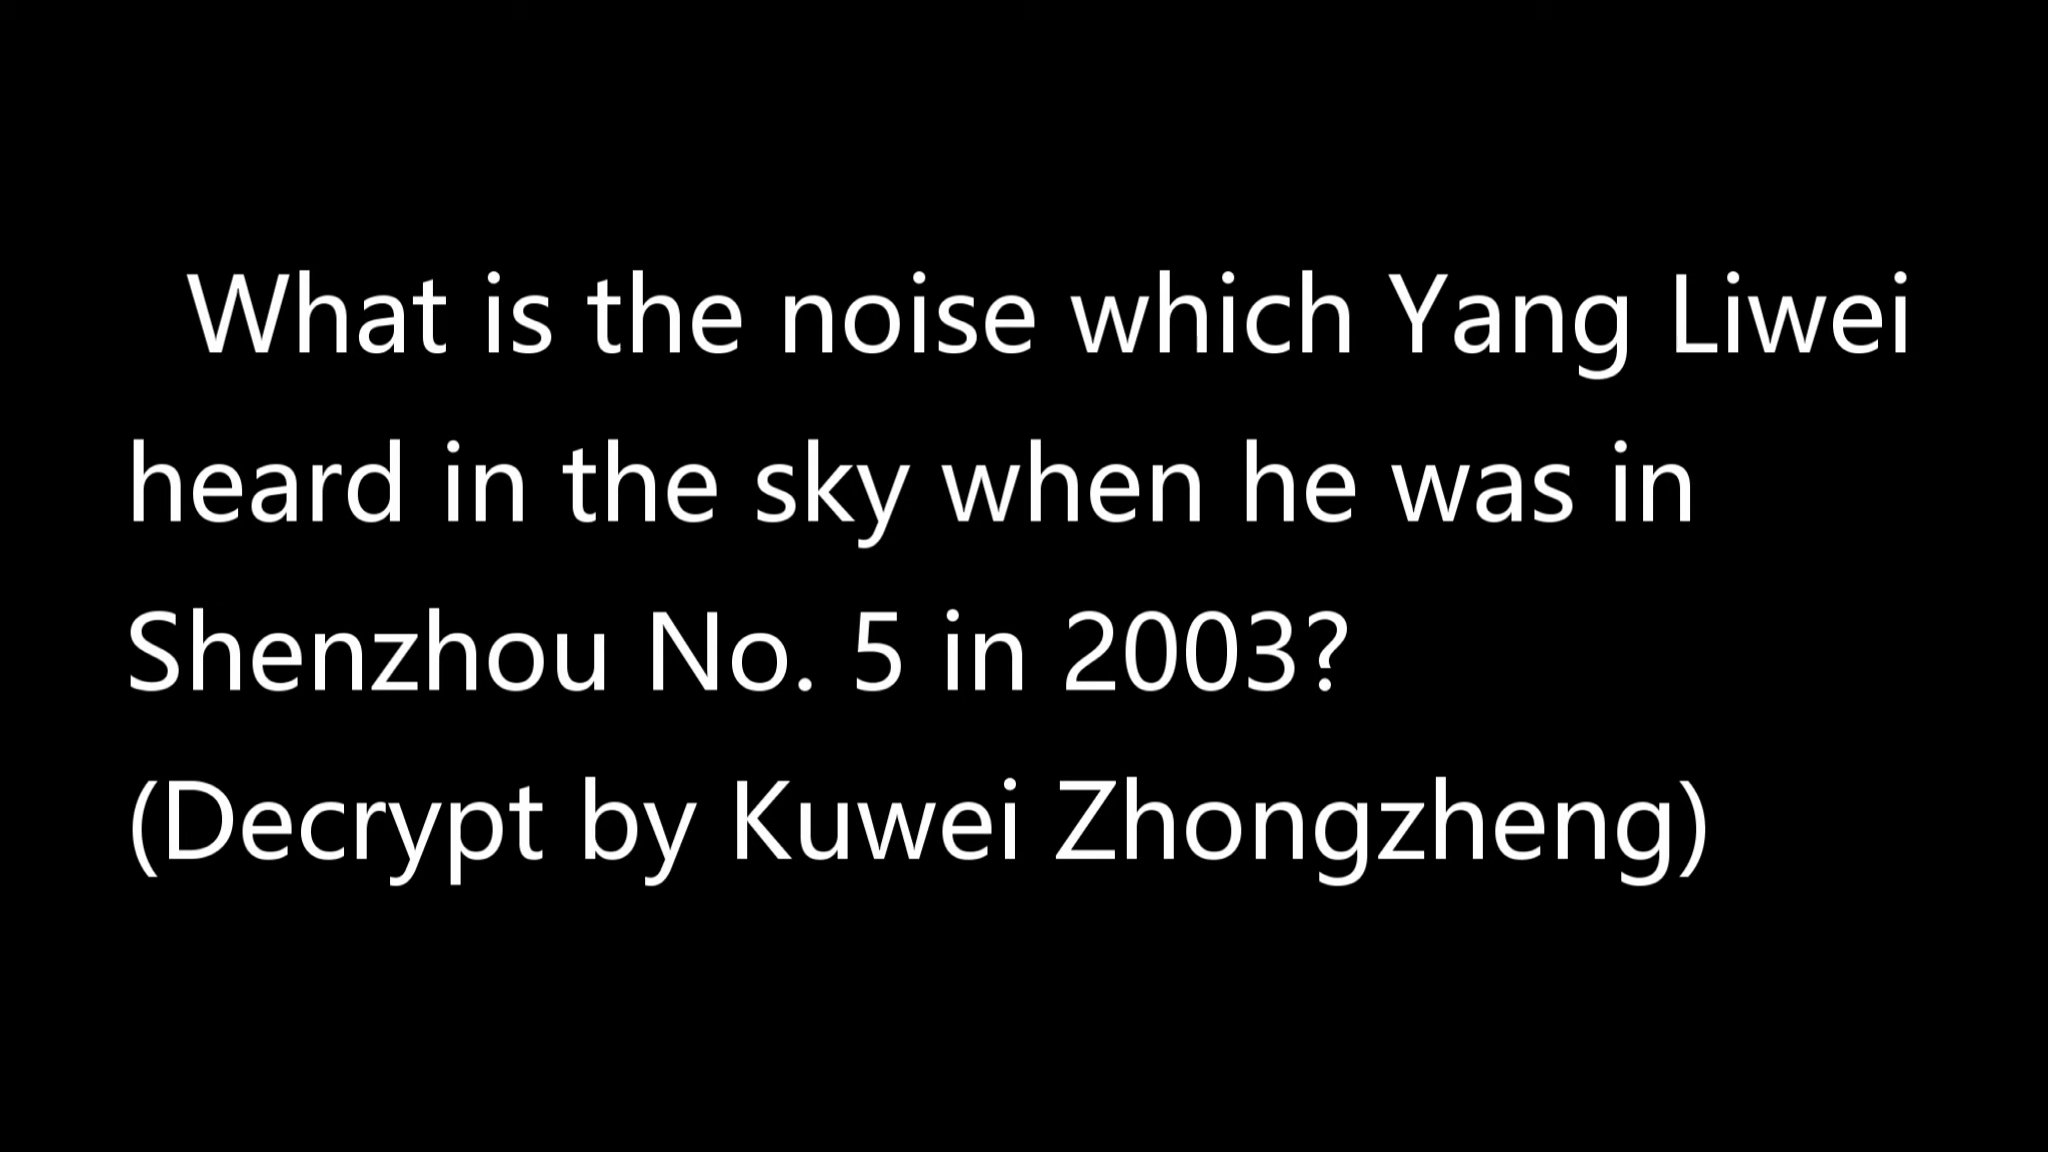 What is the noise which Yang Liwei
heard in the sky when he was in
Shenzhou No. 5 in 2003?
(Decrypt by Kuwei Zhongzheng)